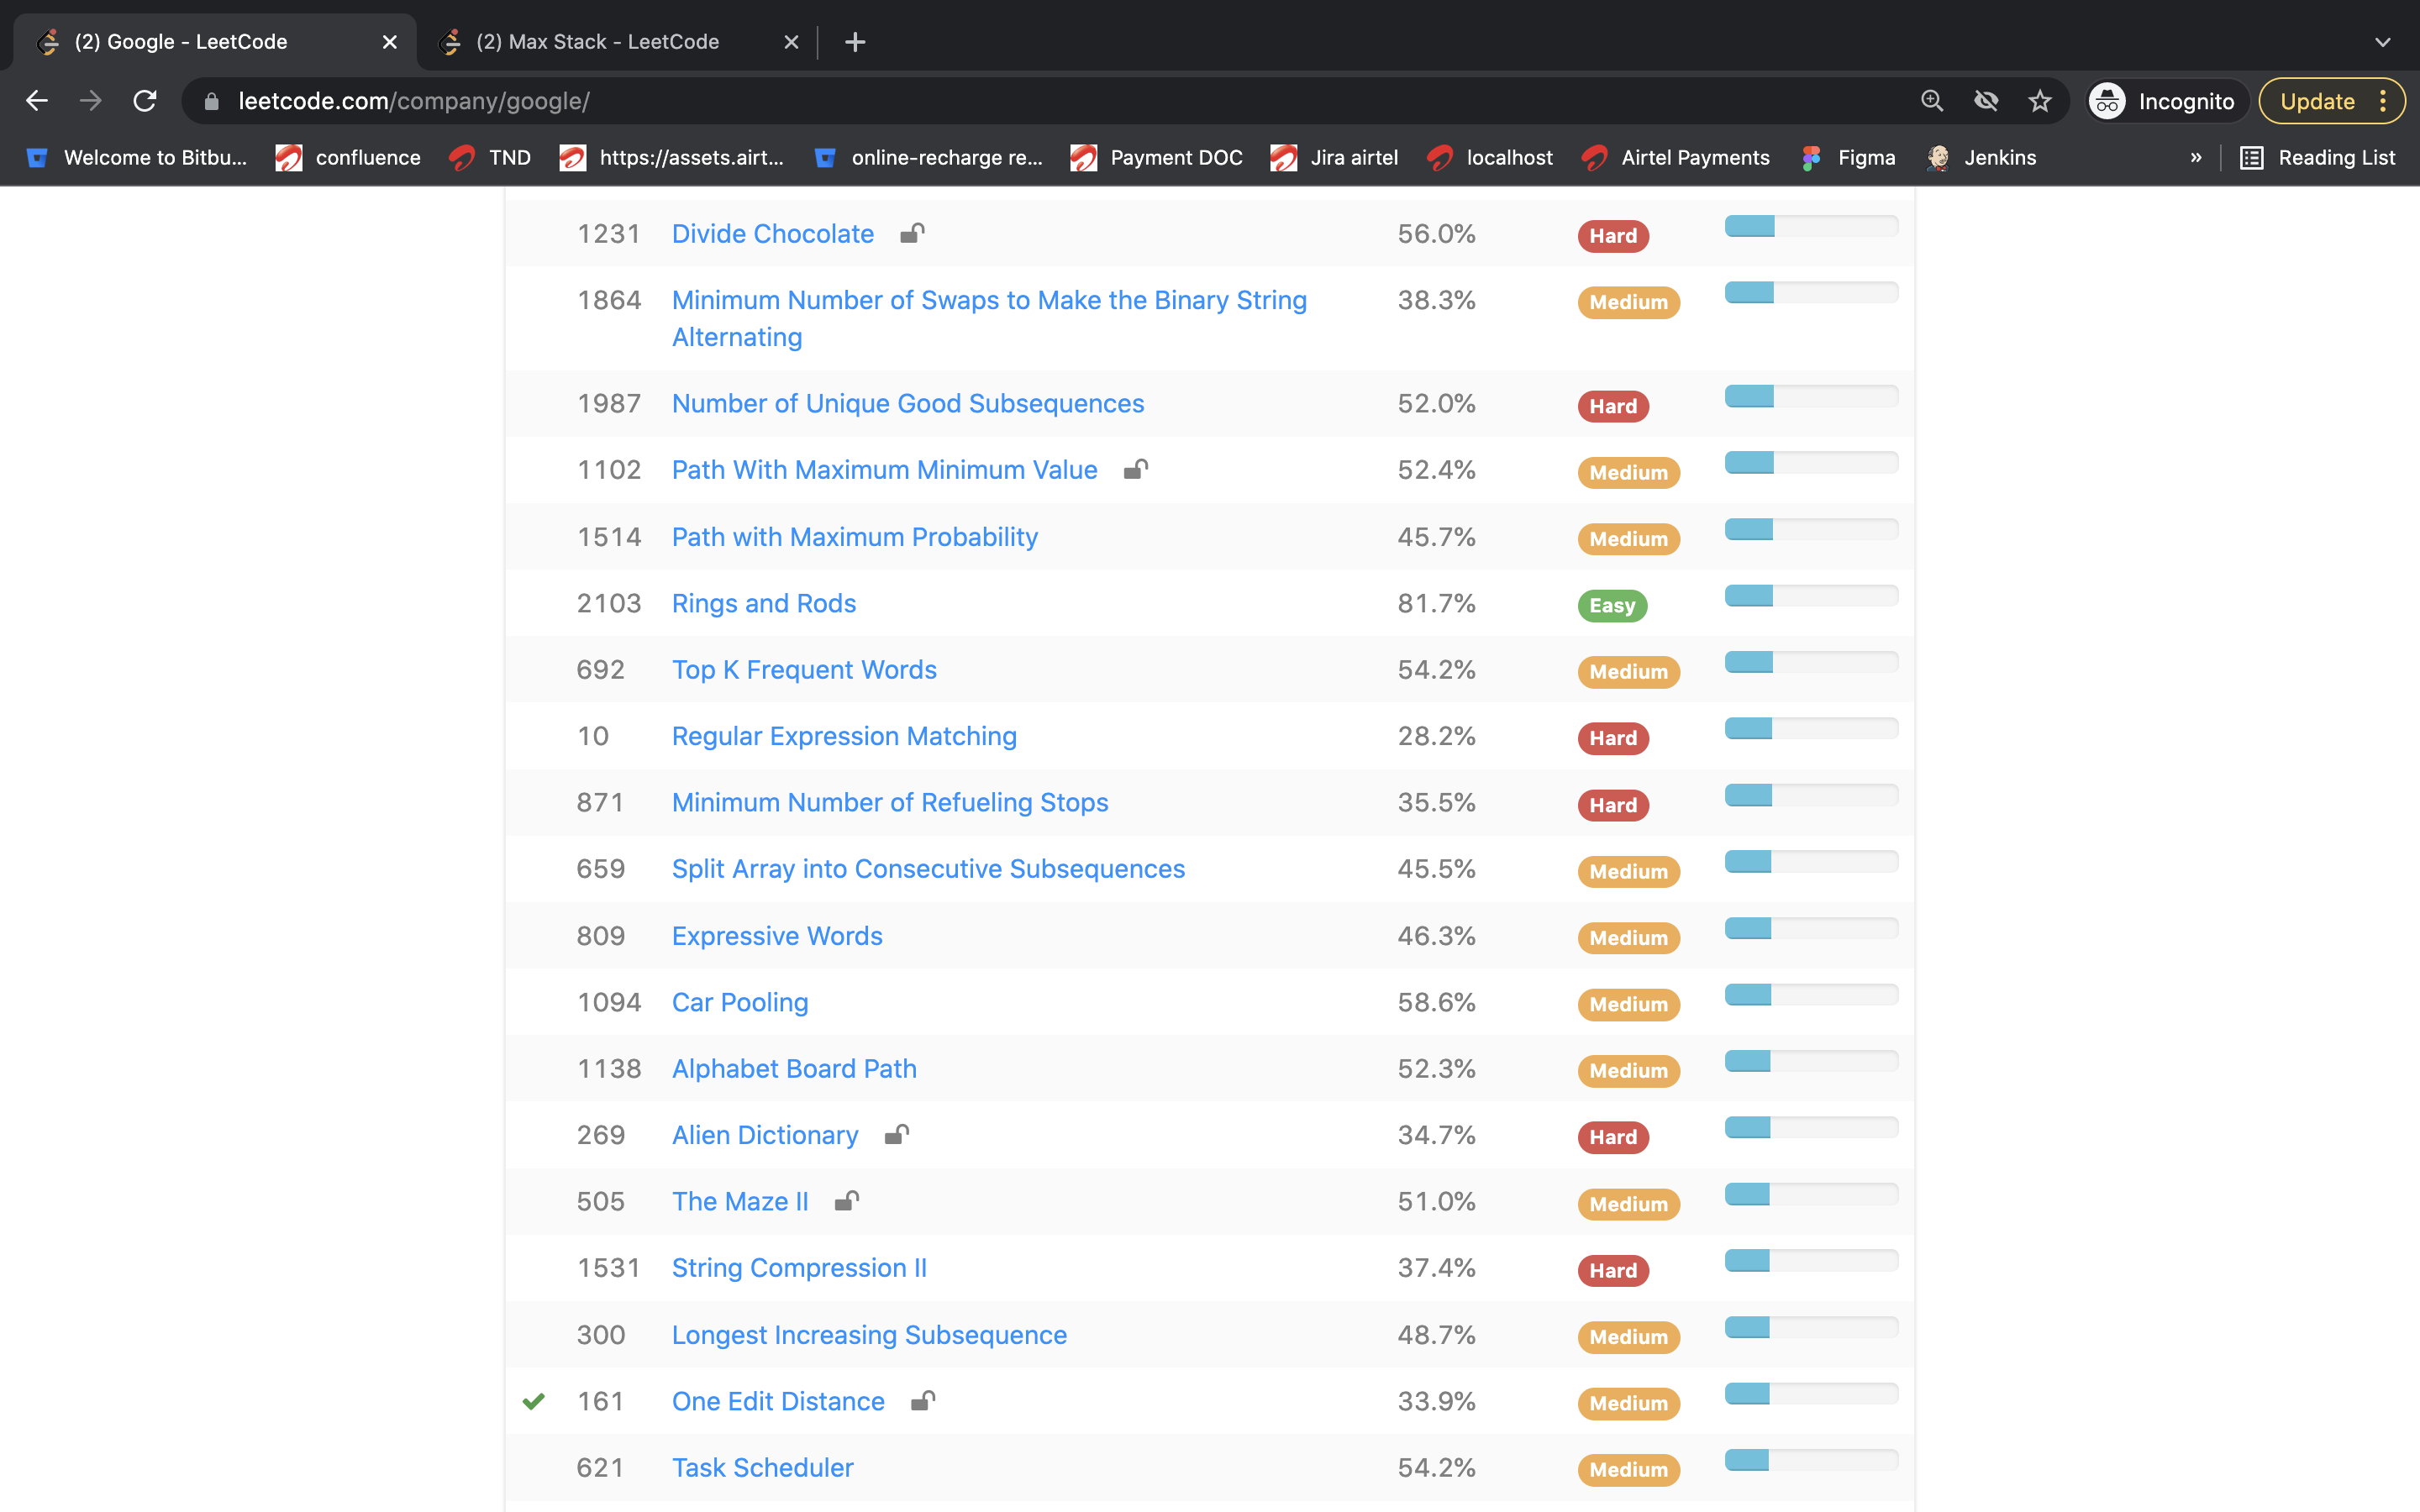 (2) Google - LeetCode
(2) Max Stack - LeetCode
leetcode.com/company/google/
Incognito
Update
Welcome to Bitbu...
confluence
TND
https://assets.airt...
online-recharge re...
Payment DOC
Jira airtel
localhost
Airtel Payments
Figma
Jenkins
»
Reading List
1231 Divide Chocolate 56.0% Hard
1864 Minimum Number of Swaps to Make the Binary String
Alternating 38.3% Medium
1987 Number of Unique Good Subsequences 52.0% Hard
1102 Path With Maximum Minimum Value 52.4% Medium
1514 Path with Maximum Probability 45.7% Medium
2103 Rings and Rods 81.7% Easy
692 Top K Frequent Words 54.2% Medium
10 Regular Expression Matching 28.2% Hard
871 Minimum Number of Refueling Stops 35.5% Hard
659 Split Array into Consecutive Subsequences 45.5% Medium
809 Expressive Words 46.3% Medium
1094 Car Pooling 58.6% Medium
1138 Alphabet Board Path 52.3% Medium
269 Alien Dictionary 34.7% Hard
505 The Maze II 51.0% Medium
1531 String Compression II 37.4% Hard
300 Longest Increasing Subsequence 48.7% Medium
161 One Edit Distance 33.9% Medium
621 Task Scheduler 54.2% Medium